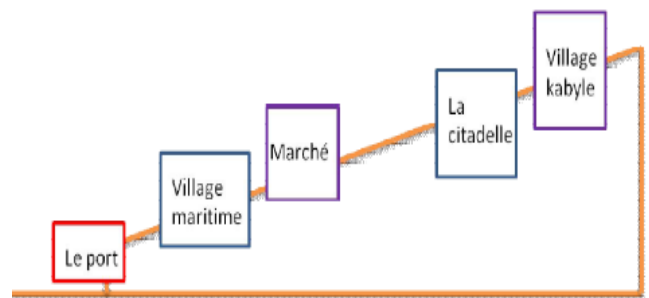 Village
kabyle
La
citadelle
Marché
Village
maritime
Le port